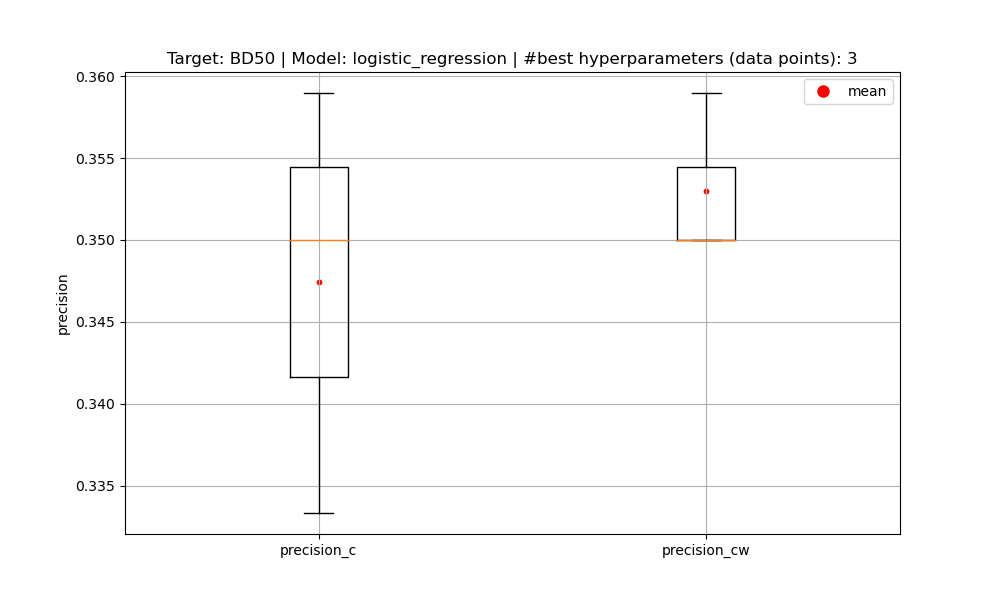 Target: BD50 | Model: logistic_regression | #best hyperparameters (data points): 3
mean
0.360
0.355
0.350
0.345
0.340
0.335
precision
precision_c
precision_cw